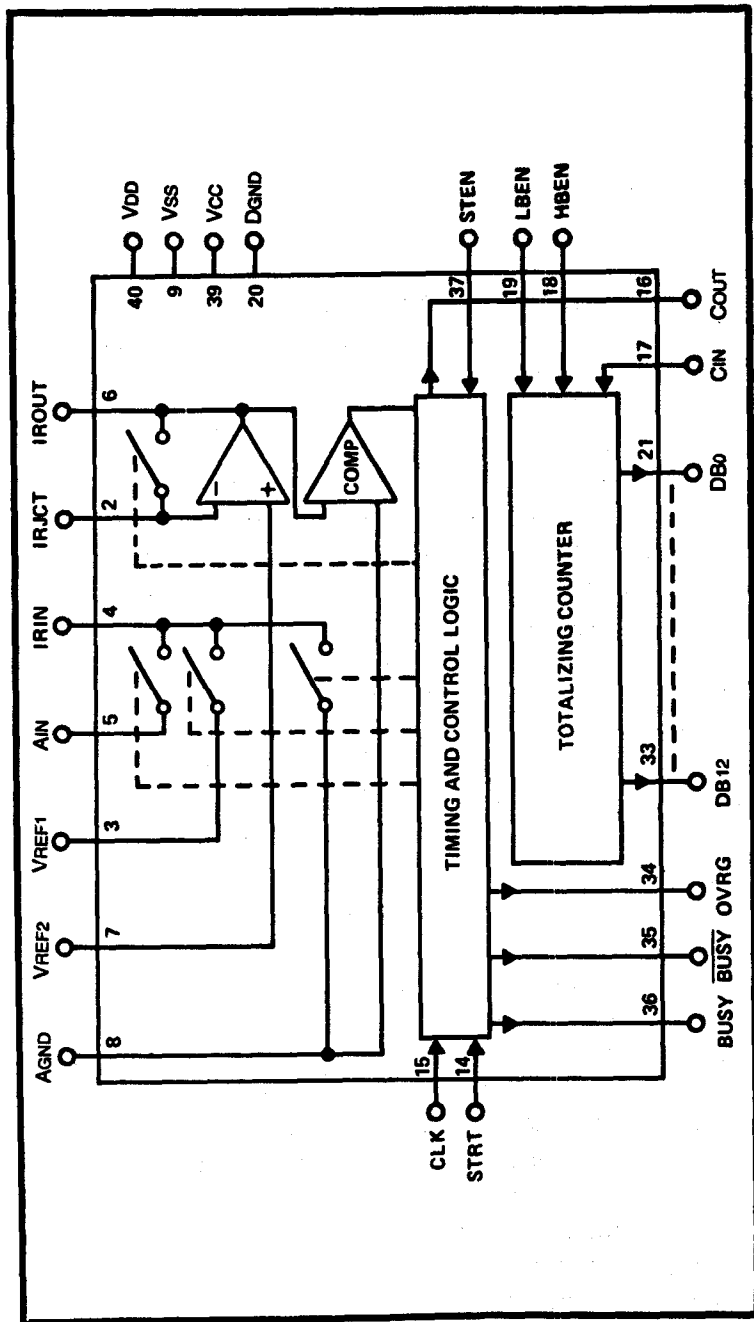 AGND
VREF2
VREF1
AIN
IRIN
IRJCT
IROUT
8
7
3
5
4
2
6
40 VDD
9 VSS
39 VCC
20 DGND
−
+
COMP
CLK 15
STRT 14
TIMING AND CONTROL LOGIC
37 STEN
TOTALIZING COUNTER
19 LBEN
18 HBEN
36
35
34
33
21
17
16
BUSY
BUSY
OVRG
DB12
DB0
CIN
COUT